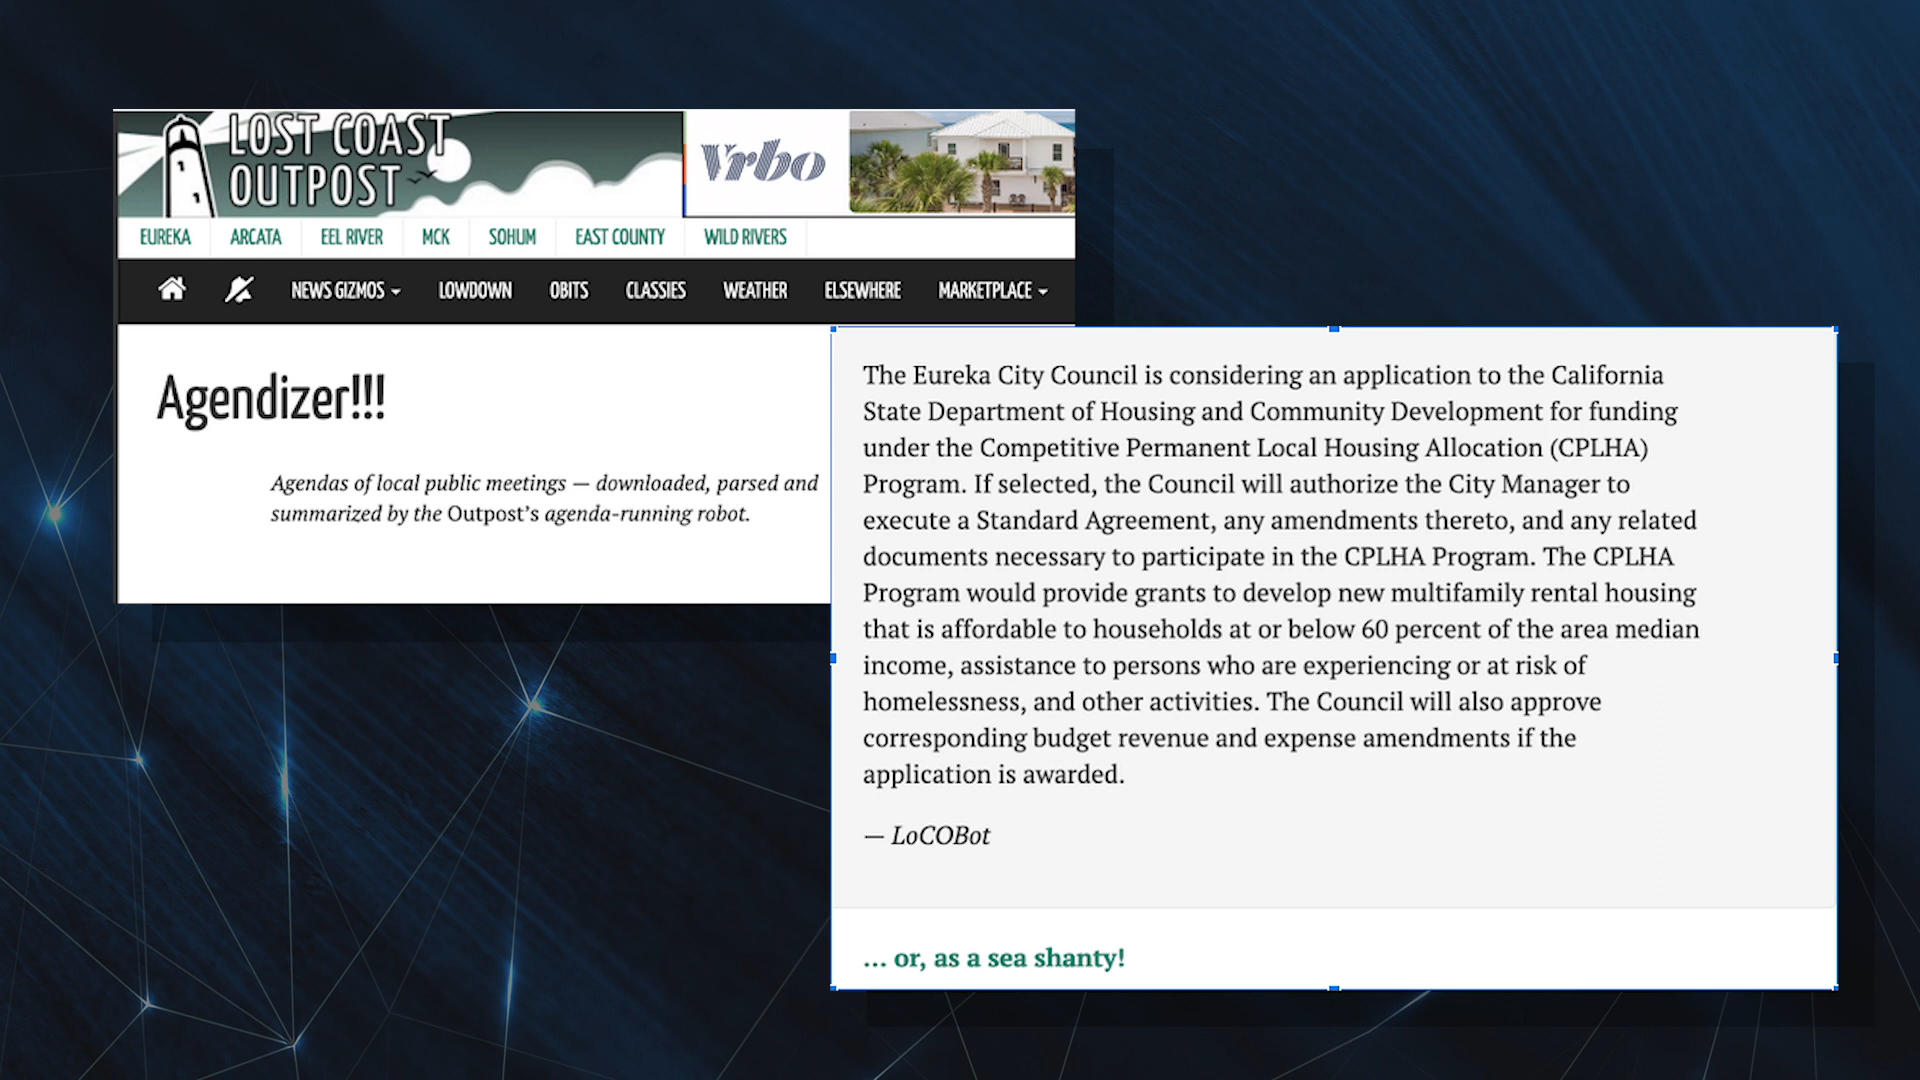 LOST COAST
OUTPOST
Vrbo
EUREKA ARCATA EEL RIVER MCK SOHUM EAST COUNTY WILD RIVERS
NEWS GIZMOS LOWDOWN OBITS CLASSIES WEATHER ELSEWHERE MARKETPLACE
Agendizer!!!
Agendas of local public meetings — downloaded, parsed and
summarized by the Outpost’s agenda-running robot.
The Eureka City Council is considering an application to the California
State Department of Housing and Community Development for funding
under the Competitive Permanent Local Housing Allocation (CPLHA)
Program. If selected, the Council will authorize the City Manager to
execute a Standard Agreement, any amendments thereto, and any related
documents necessary to participate in the CPLHA Program. The CPLHA
Program would provide grants to develop new multifamily rental housing
that is affordable to households at or below 60 percent of the area median
income, assistance to persons who are experiencing or at risk of
homelessness, and other activities. The Council will also approve
corresponding budget revenue and expense amendments if the
application is awarded.
— LoCOBot
... or, as a sea shanty!